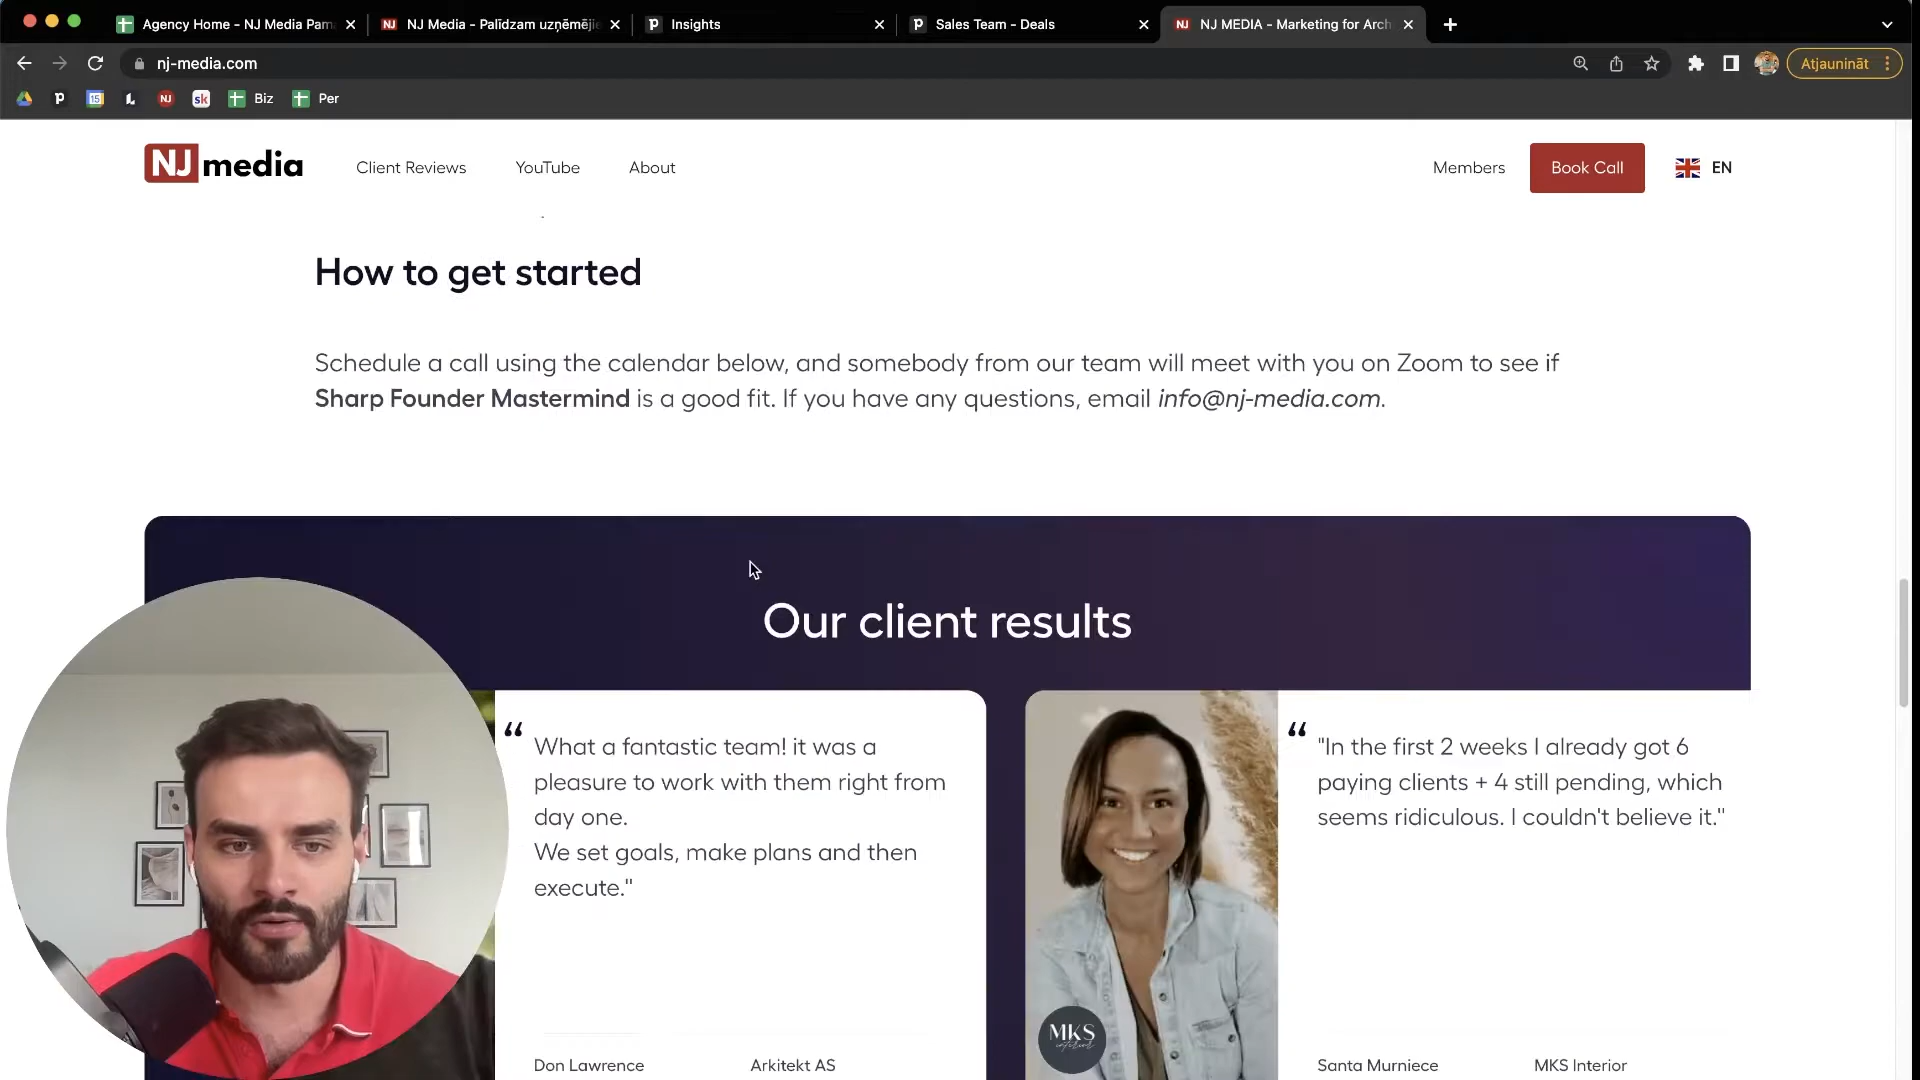 Agency Home - NJ Media Pam
NJ Media - Palīdzam uzņēmēji
Insights
Sales Team - Deals
NJ MEDIA - Marketing for Arch
nj-media.com
Atjaunināt
15
NJ
sk
Biz
Per
NJ media
Client Reviews
YouTube
About
Members
Book Call
EN
How to get started
Schedule a call using the calendar below, and somebody from our team will meet with you on Zoom to see if
Sharp Founder Mastermind is a good fit. If you have any questions, email info@nj-media.com.
Our client results
“ What a fantastic team! it was a
pleasure to work with them right from
day one.
We set goals, make plans and then
execute."
Don Lawrence
Arkitekt AS
“ "In the first 2 weeks I already got 6
paying clients + 4 still pending, which
seems ridiculous. I couldn't believe it."
MKS
interior
Santa Murniece
MKS Interior